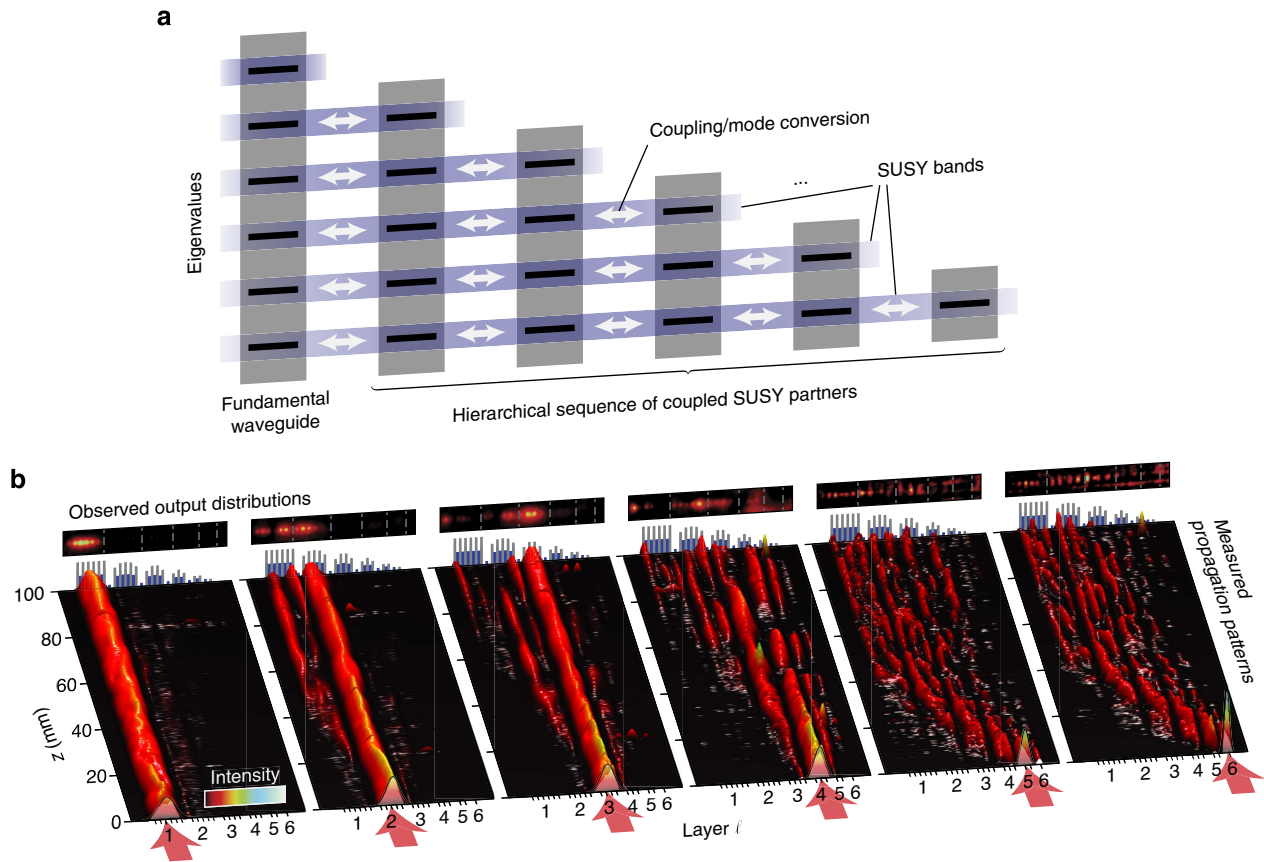 a
Coupling/mode conversion
...
SUSY bands
Eigenvalues
Fundamental
waveguide
Hierarchical sequence of coupled SUSY partners
b
Observed output distributions
Measured
propagation patterns
100
80
60
40
20
0
z (mm)
Intensity
1 2 3 4 5 6
1 2 3 4 5 6
1 2 3 4 5 6
1 2 3 4 5 6
1 2 3 4 5 6
1 2 3 4 5 6
Layer ℓ